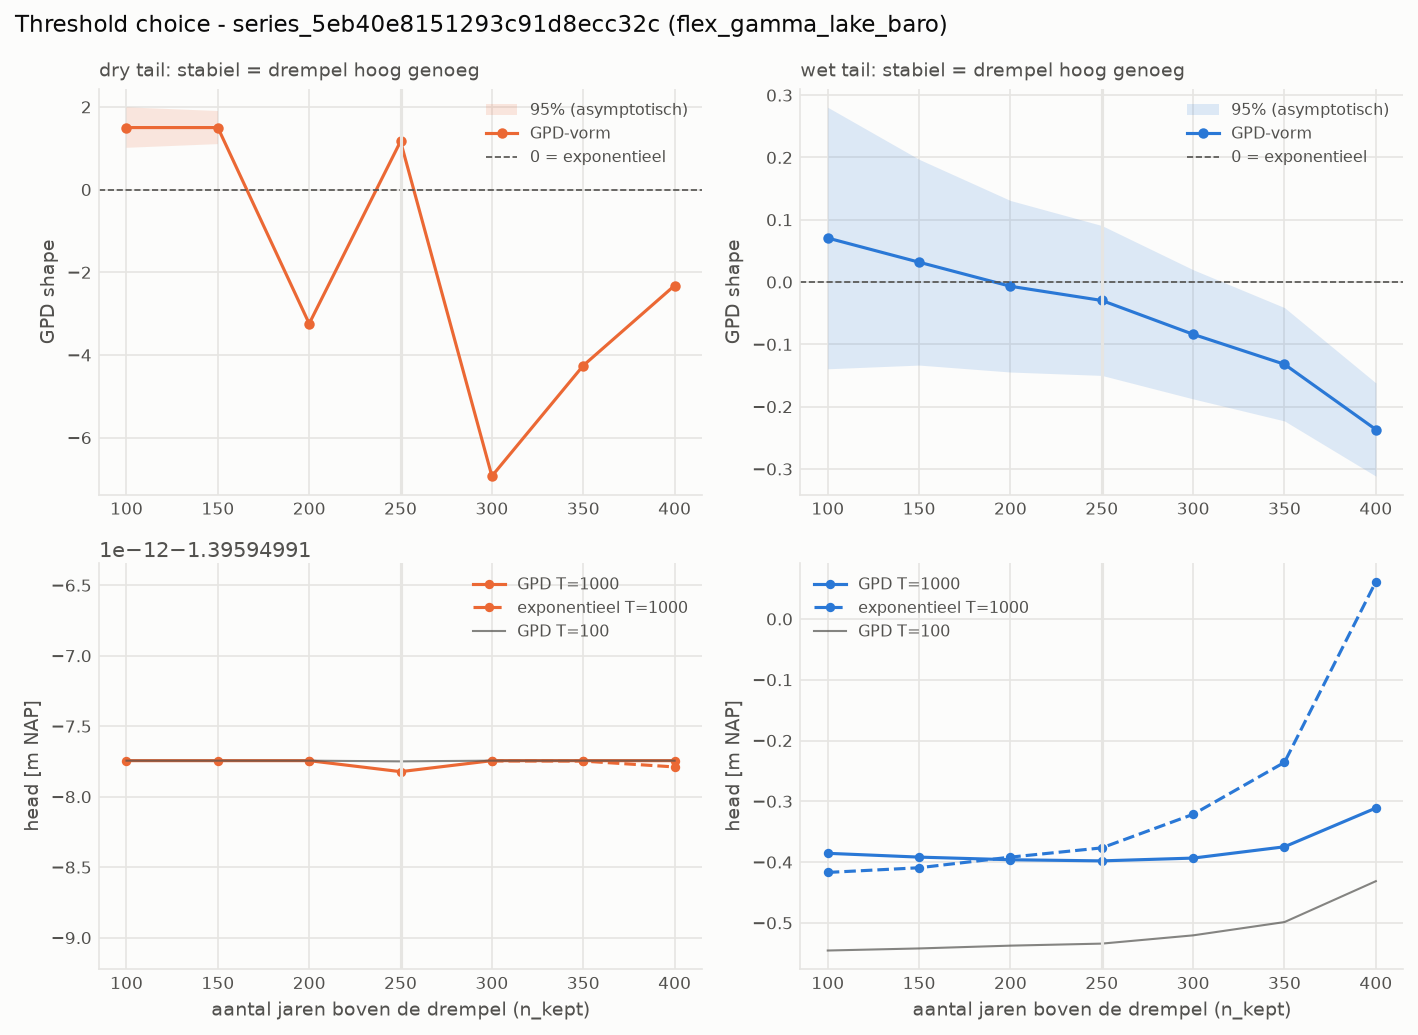 Threshold choice - series_5eb40e8151293c91d8ecc32c (flex_gamma_lake_baro)
dry tail: stabiel = drempel hoog genoeg
2
0
−2
−4
−6
GPD shape
95% (asymptotisch)
GPD-vorm
0 = exponentieel
100 150 200 250 300 350 400
wet tail: stabiel = drempel hoog genoeg
0.3
0.2
0.1
0.0
−0.1
−0.2
−0.3
GPD shape
95% (asymptotisch)
GPD-vorm
0 = exponentieel
100 150 200 250 300 350 400
1e−12−1.39594991
−6.5
−7.0
−7.5
−8.0
−8.5
−9.0
head [m NAP]
GPD T=1000
exponentieel T=1000
GPD T=100
100 150 200 250 300 350 400
aantal jaren boven de drempel (n_kept)
0.0
−0.1
−0.2
−0.3
−0.4
−0.5
head [m NAP]
GPD T=1000
exponentieel T=1000
GPD T=100
100 150 200 250 300 350 400
aantal jaren boven de drempel (n_kept)